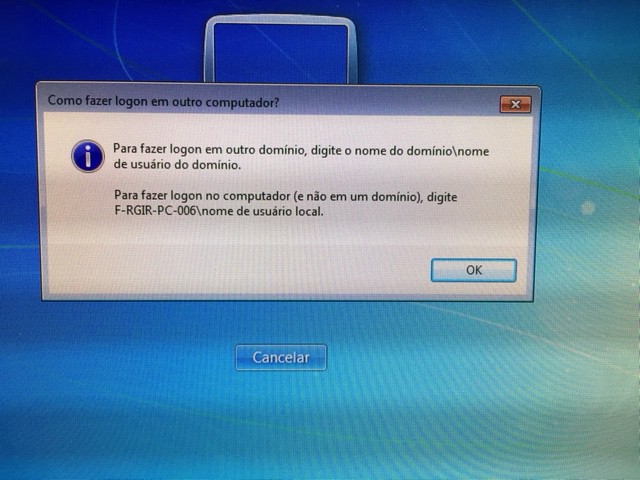 Como fazer logon em outro computador?
Para fazer logon em outro domínio, digite o nome do domínio\nome
de usuário do domínio.
Para fazer logon no computador (e não em um domínio), digite
F-RGIR-PC-006\nome de usuário local.
OK
Cancelar